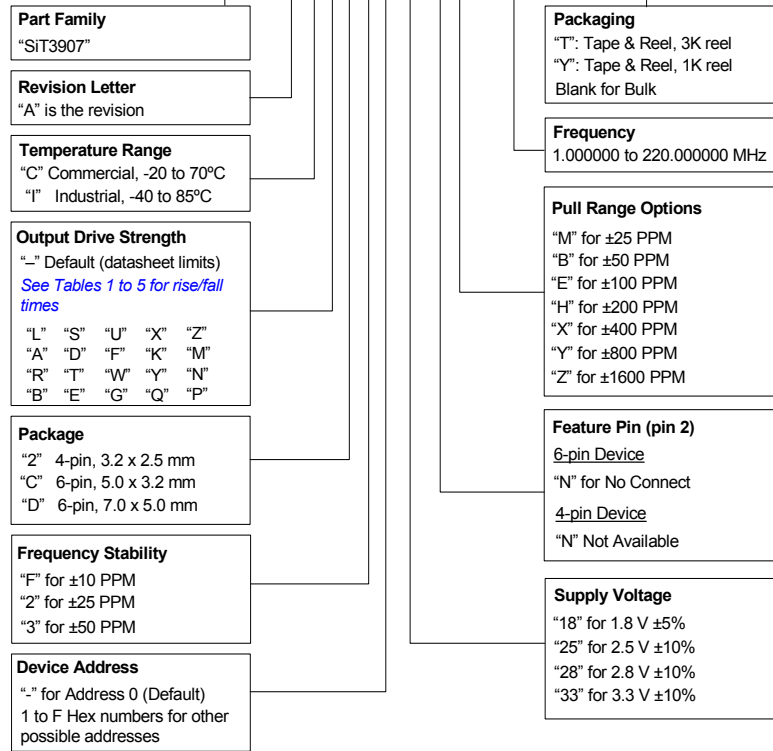 Part Family
“SiT3907”
Revision Letter
“A” is the revision
Temperature Range
“C” Commercial, -20 to 70ºC
“I” Industrial, -40 to 85ºC
Output Drive Strength
“–” Default (datasheet limits)
See Tables 1 to 5 for rise/fall
times
“L” “S” “U” “X” “Z”
“A” “D” “F” “K” “M”
“R” “T” “W” “Y” “N”
“B” “E” “G” “Q” “P”
Package
“2” 4-pin, 3.2 x 2.5 mm
“C” 6-pin, 5.0 x 3.2 mm
“D” 6-pin, 7.0 x 5.0 mm
Frequency Stability
“F” for ±10 PPM
“2” for ±25 PPM
“3” for ±50 PPM
Device Address
“-” for Address 0 (Default)
1 to F Hex numbers for other
possible addresses
Packaging
“T”: Tape & Reel, 3K reel
“Y”: Tape & Reel, 1K reel
Blank for Bulk
Frequency
1.000000 to 220.000000 MHz
Pull Range Options
“M” for ±25 PPM
“B” for ±50 PPM
“E” for ±100 PPM
“H” for ±200 PPM
“X” for ±400 PPM
“Y” for ±800 PPM
“Z” for ±1600 PPM
Feature Pin (pin 2)
6-pin Device
“N” for No Connect
4-pin Device
“N” Not Available
Supply Voltage
“18” for 1.8 V ±5%
“25” for 2.5 V ±10%
“28” for 2.8 V ±10%
“33” for 3.3 V ±10%